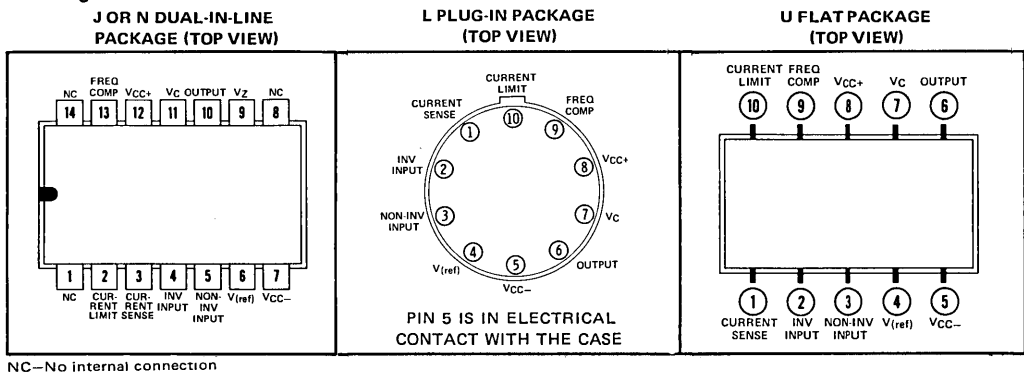 J OR N DUAL-IN-LINE
PACKAGE (TOP VIEW)
NC
FREQ
COMP
VCC+
VC
OUTPUT
VZ
NC
14
13
12
11
10
9
8
1
2
3
4
5
6
7
NC
CUR-
RENT
LIMIT
CUR-
RENT
SENSE
INV
INPUT
NON-
INV
INPUT
V(ref)
VCC−
L PLUG-IN PACKAGE
(TOP VIEW)
CURRENT
LIMIT
10
CURRENT
SENSE
1
FREQ
COMP
9
INV
INPUT
2
VCC+
8
NON-INV
INPUT
3
VC
7
V(ref)
4
OUTPUT
6
5
VCC−
PIN 5 IS IN ELECTRICAL
CONTACT WITH THE CASE
U FLAT PACKAGE
(TOP VIEW)
CURRENT
LIMIT
FREQ
COMP
VCC+
VC
OUTPUT
10
9
8
7
6
1
2
3
4
5
CURRENT
SENSE
INV
INPUT
NON-INV
INPUT
V(ref)
VCC−
NC—No internal connection